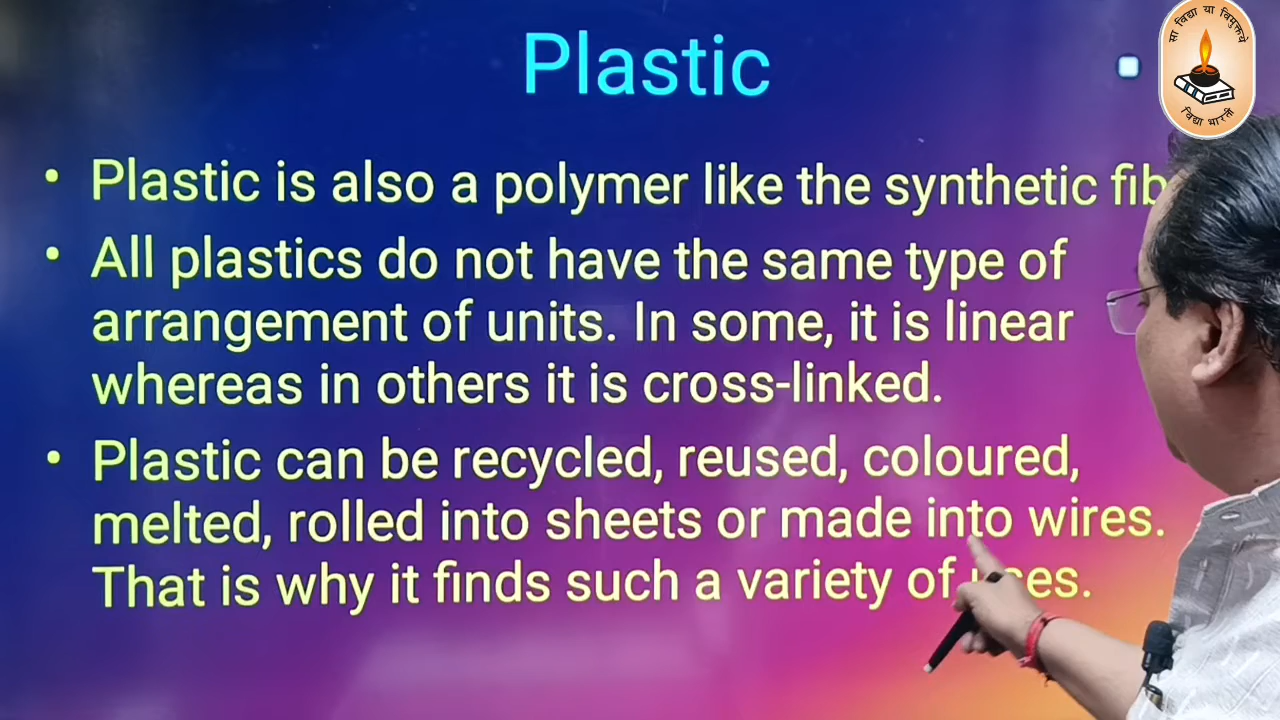 Plastic
सा विद्या या विमुक्तये
विद्या भारती
• Plastic is also a polymer like the synthetic
• All plastics do not have the same type of
arrangement of units. In some, it is linear
whereas in others it is cross-linked.
• Plastic can be recycled, reused, coloured,
melted, rolled into sheets or made into wires.
That is why it finds such a variety of